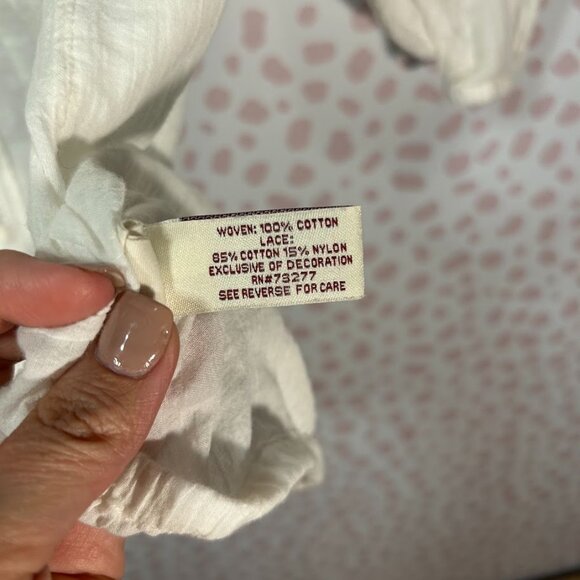 WOVEN: 100% COTTON
LACE:
85% COTTON 15% NYLON
EXCLUSIVE OF DECORATION
RN#73277
SEE REVERSE FOR CARE